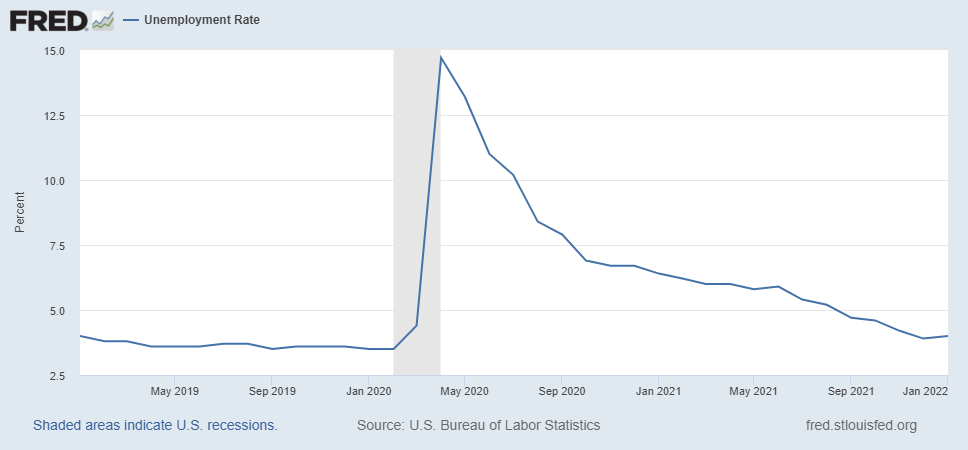 FRED
Unemployment Rate
15.0
12.5
10.0
7.5
5.0
2.5
Percent
May 2019 Sep 2019 Jan 2020 May 2020 Sep 2020 Jan 2021 May 2021 Sep 2021 Jan 2022
Shaded areas indicate U.S. recessions. Source: U.S. Bureau of Labor Statistics fred.stlouisfed.org